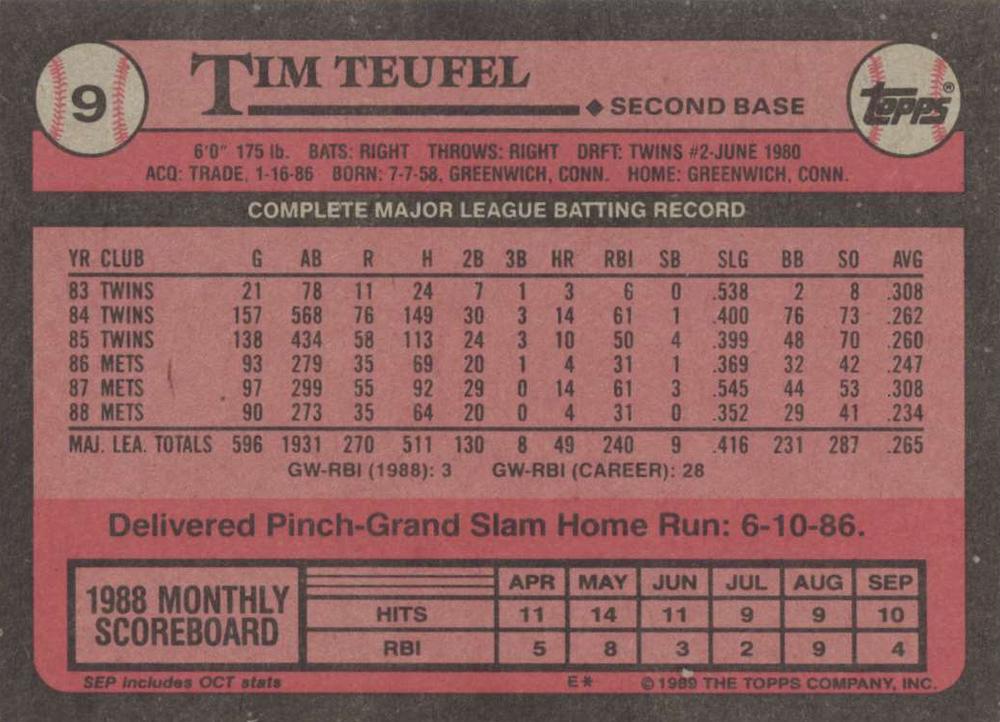 9
TIM TEUFEL
◆ SECOND BASE
topps®
6'0" 175 lb. BATS: RIGHT THROWS: RIGHT DRFT: TWINS #2-JUNE 1980
ACQ: TRADE, 1-16-86 BORN: 7-7-58, GREENWICH, CONN. HOME: GREENWICH, CONN.
COMPLETE MAJOR LEAGUE BATTING RECORD
YR CLUB G AB R H 2B 3B HR RBI SB SLG BB SO AVG
83 TWINS 21 78 11 24 7 1 3 6 0 .538 2 8 .308
84 TWINS 157 568 76 149 30 3 14 61 1 .400 76 73 .262
85 TWINS 138 434 58 113 24 3 10 50 4 .399 48 70 .260
86 METS 93 279 35 69 20 1 4 31 1 .369 32 42 .247
87 METS 97 299 55 92 29 0 14 61 3 .545 44 53 .308
88 METS 90 273 35 64 20 0 4 31 0 .352 29 41 .234
MAJ. LEA. TOTALS 596 1931 270 511 130 8 49 240 9 .416 231 287 .265
GW-RBI (1988): 3 GW-RBI (CAREER): 28
Delivered Pinch-Grand Slam Home Run: 6-10-86.
1988 MONTHLY
SCOREBOARD
APR MAY JUN JUL AUG SEP
HITS 11 14 11 9 9 10
RBI 5 8 3 2 9 4
SEP includes OCT stats E* © 1989 THE TOPPS COMPANY, INC.